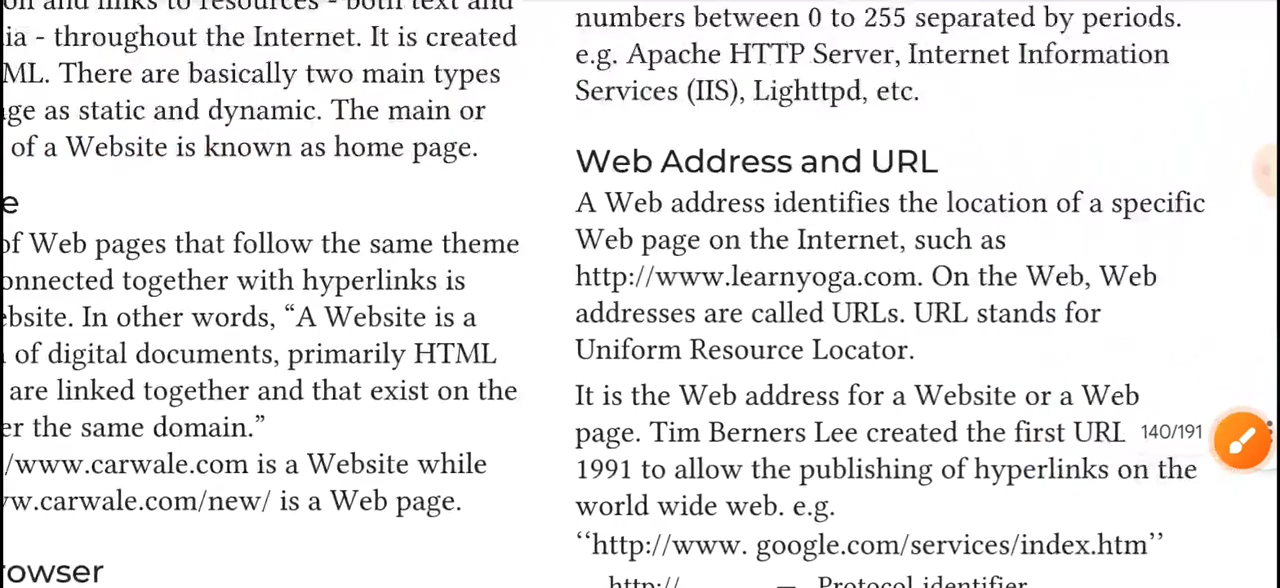 ia - throughout the Internet. It is created
ML. There are basically two main types
ge as static and dynamic. The main or
of a Website is known as home page.
e
of Web pages that follow the same theme
onnected together with hyperlinks is
bsite. In other words, “A Website is a
of digital documents, primarily HTML
are linked together and that exist on the
er the same domain.”
/www.carwale.com is a Website while
w.carwale.com/new/ is a Web page.
owser
numbers between 0 to 255 separated by periods.
e.g. Apache HTTP Server, Internet Information
Services (IIS), Lighttpd, etc.
Web Address and URL
A Web address identifies the location of a specific
Web page on the Internet, such as
http://www.learnyoga.com. On the Web, Web
addresses are called URLs. URL stands for
Uniform Resource Locator.
It is the Web address for a Website or a Web
page. Tim Berners Lee created the first URL
1991 to allow the publishing of hyperlinks on the
world wide web. e.g.
‘‘http://www. google.com/services/index.htm’’
http:// — Protocol identifier
140/191